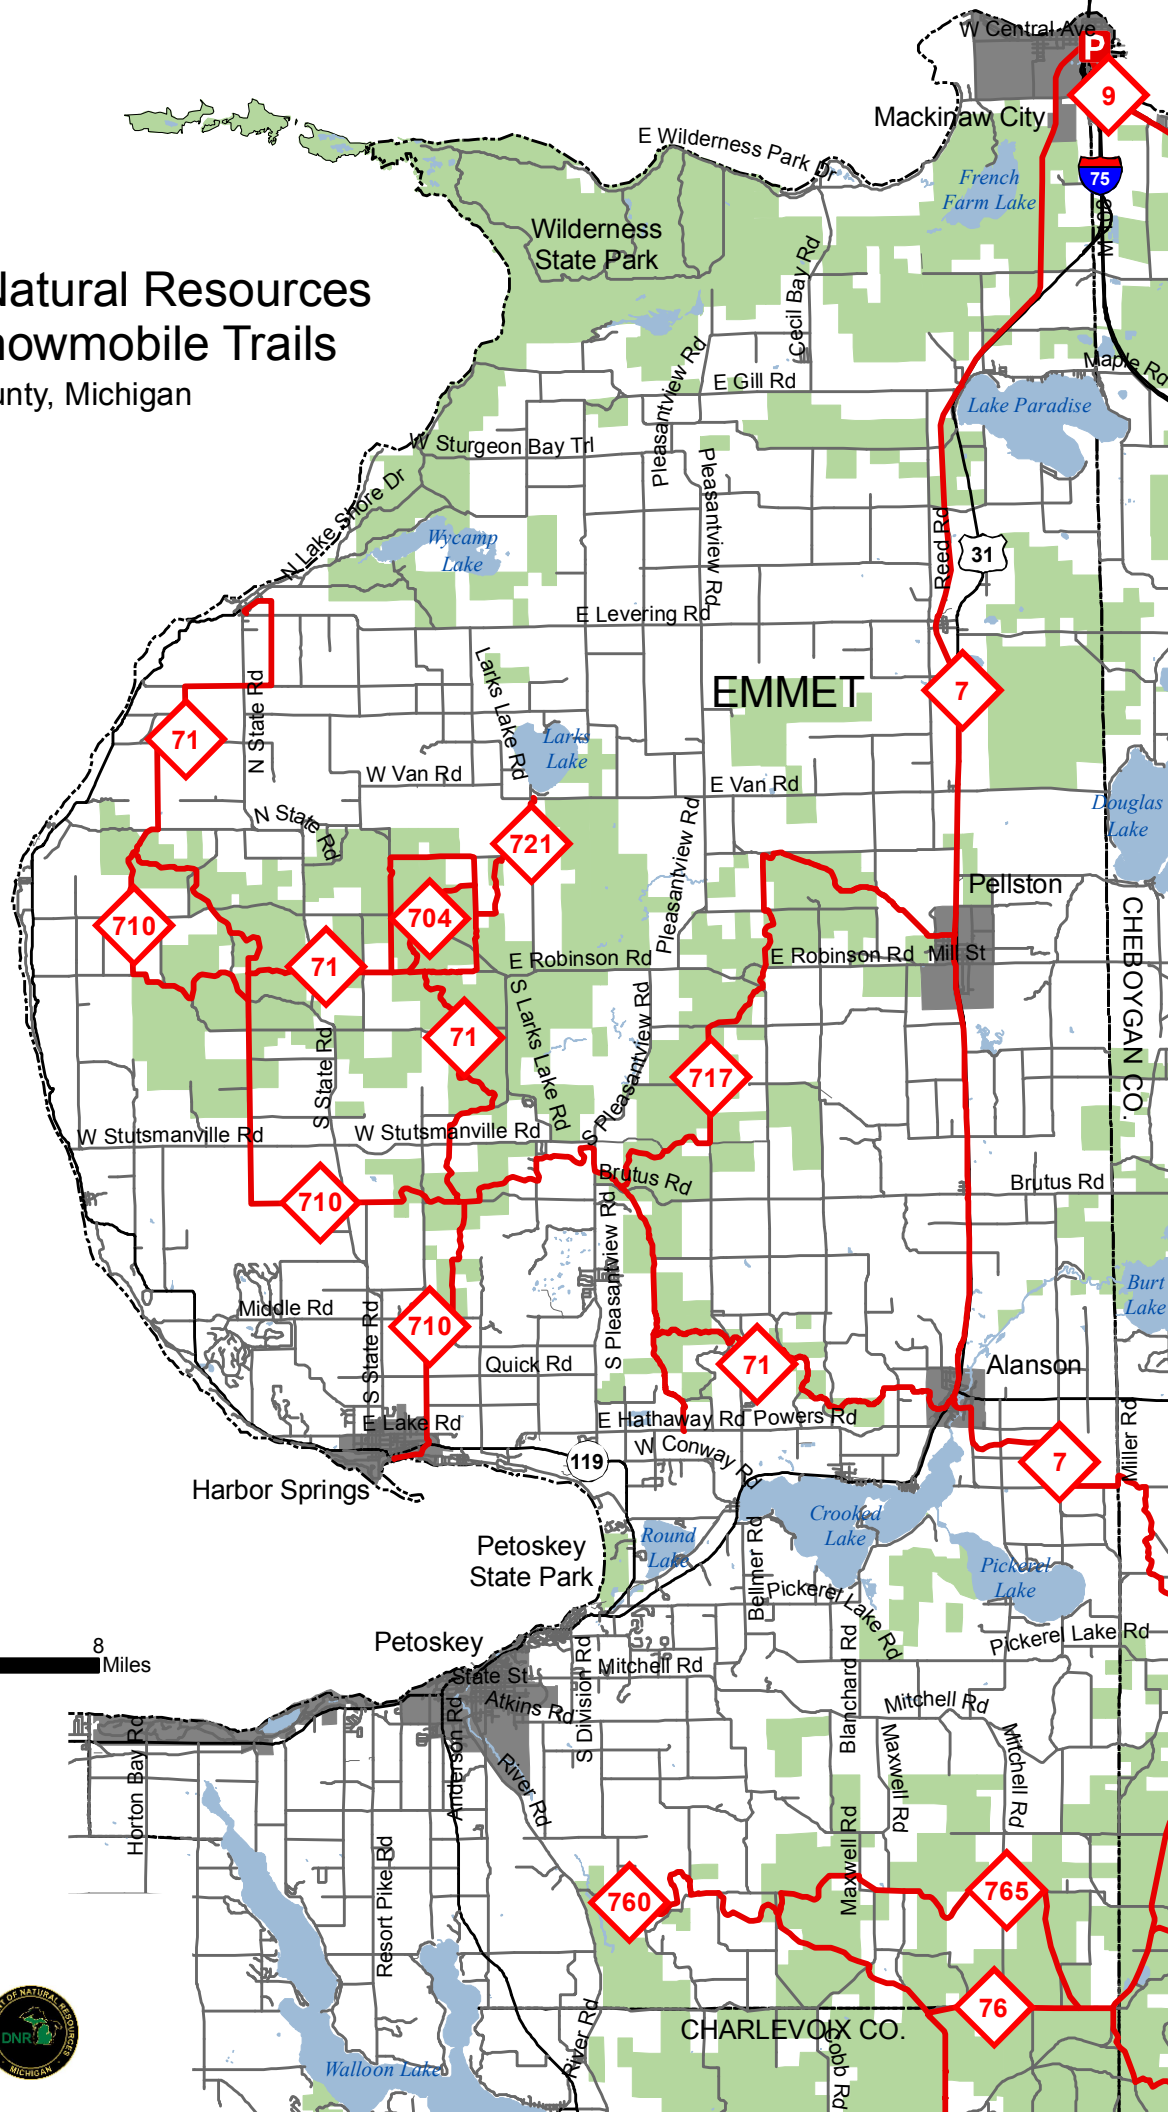 W Central Ave
P
9
Mackinaw City
E Wilderness Park Dr
75
French
Farm Lake
Wilderness
State Park
Cecil Bay Rd
Natural Resources
nowmobile Trails
unty, Michigan
Pleasantview Rd
E Gill Rd
Maple Rd
Lake Paradise
W Sturgeon Bay Trl
Pleasantview Rd
N Lake Shore Dr
Wycamp
Lake
Reed Rd
31
E Levering Rd
Larks Lake Rd
EMMET
7
N State Rd
71
Larks
Lake
W Van Rd
E Van Rd
Douglas
Lake
N State Rd
721
Pleasantview Rd
Pellston
710
704
CHEBOYGAN CO.
71
E Robinson Rd
E Robinson Rd
Mill St
S Larks Lake Rd
S Pleasantview Rd
71
717
S State Rd
W Stutsmanville Rd
W Stutsmanville Rd
Brutus Rd
Brutus Rd
710
S Pleasantview Rd
Burt
Lake
Middle Rd
S State Rd
710
Quick Rd
71
Alanson
E Lake Rd
E Hathaway Rd
Powers Rd
Miller Rd
W Conway Rd
119
7
Harbor Springs
Crooked
Lake
Round
Lake
Petoskey
State Park
Bellmer Rd
Pickerel
Lake
Pickerel Lake Rd
Pickerel Lake Rd
Petoskey
8
Miles
State St
Mitchell Rd
S Division Rd
Blanchard Rd
Atkins Rd
Mitchell Rd
Anderson Rd
Horton Bay Rd
Maxwell Rd
Mitchell Rd
River Rd
Maxwell Rd
Resort Pike Rd
760
765
76
CHARLEVOIX CO.
River Rd
Cobb Rd
Walloon Lake
OF NATURAL RESOURCES
DNR
MICHIGAN